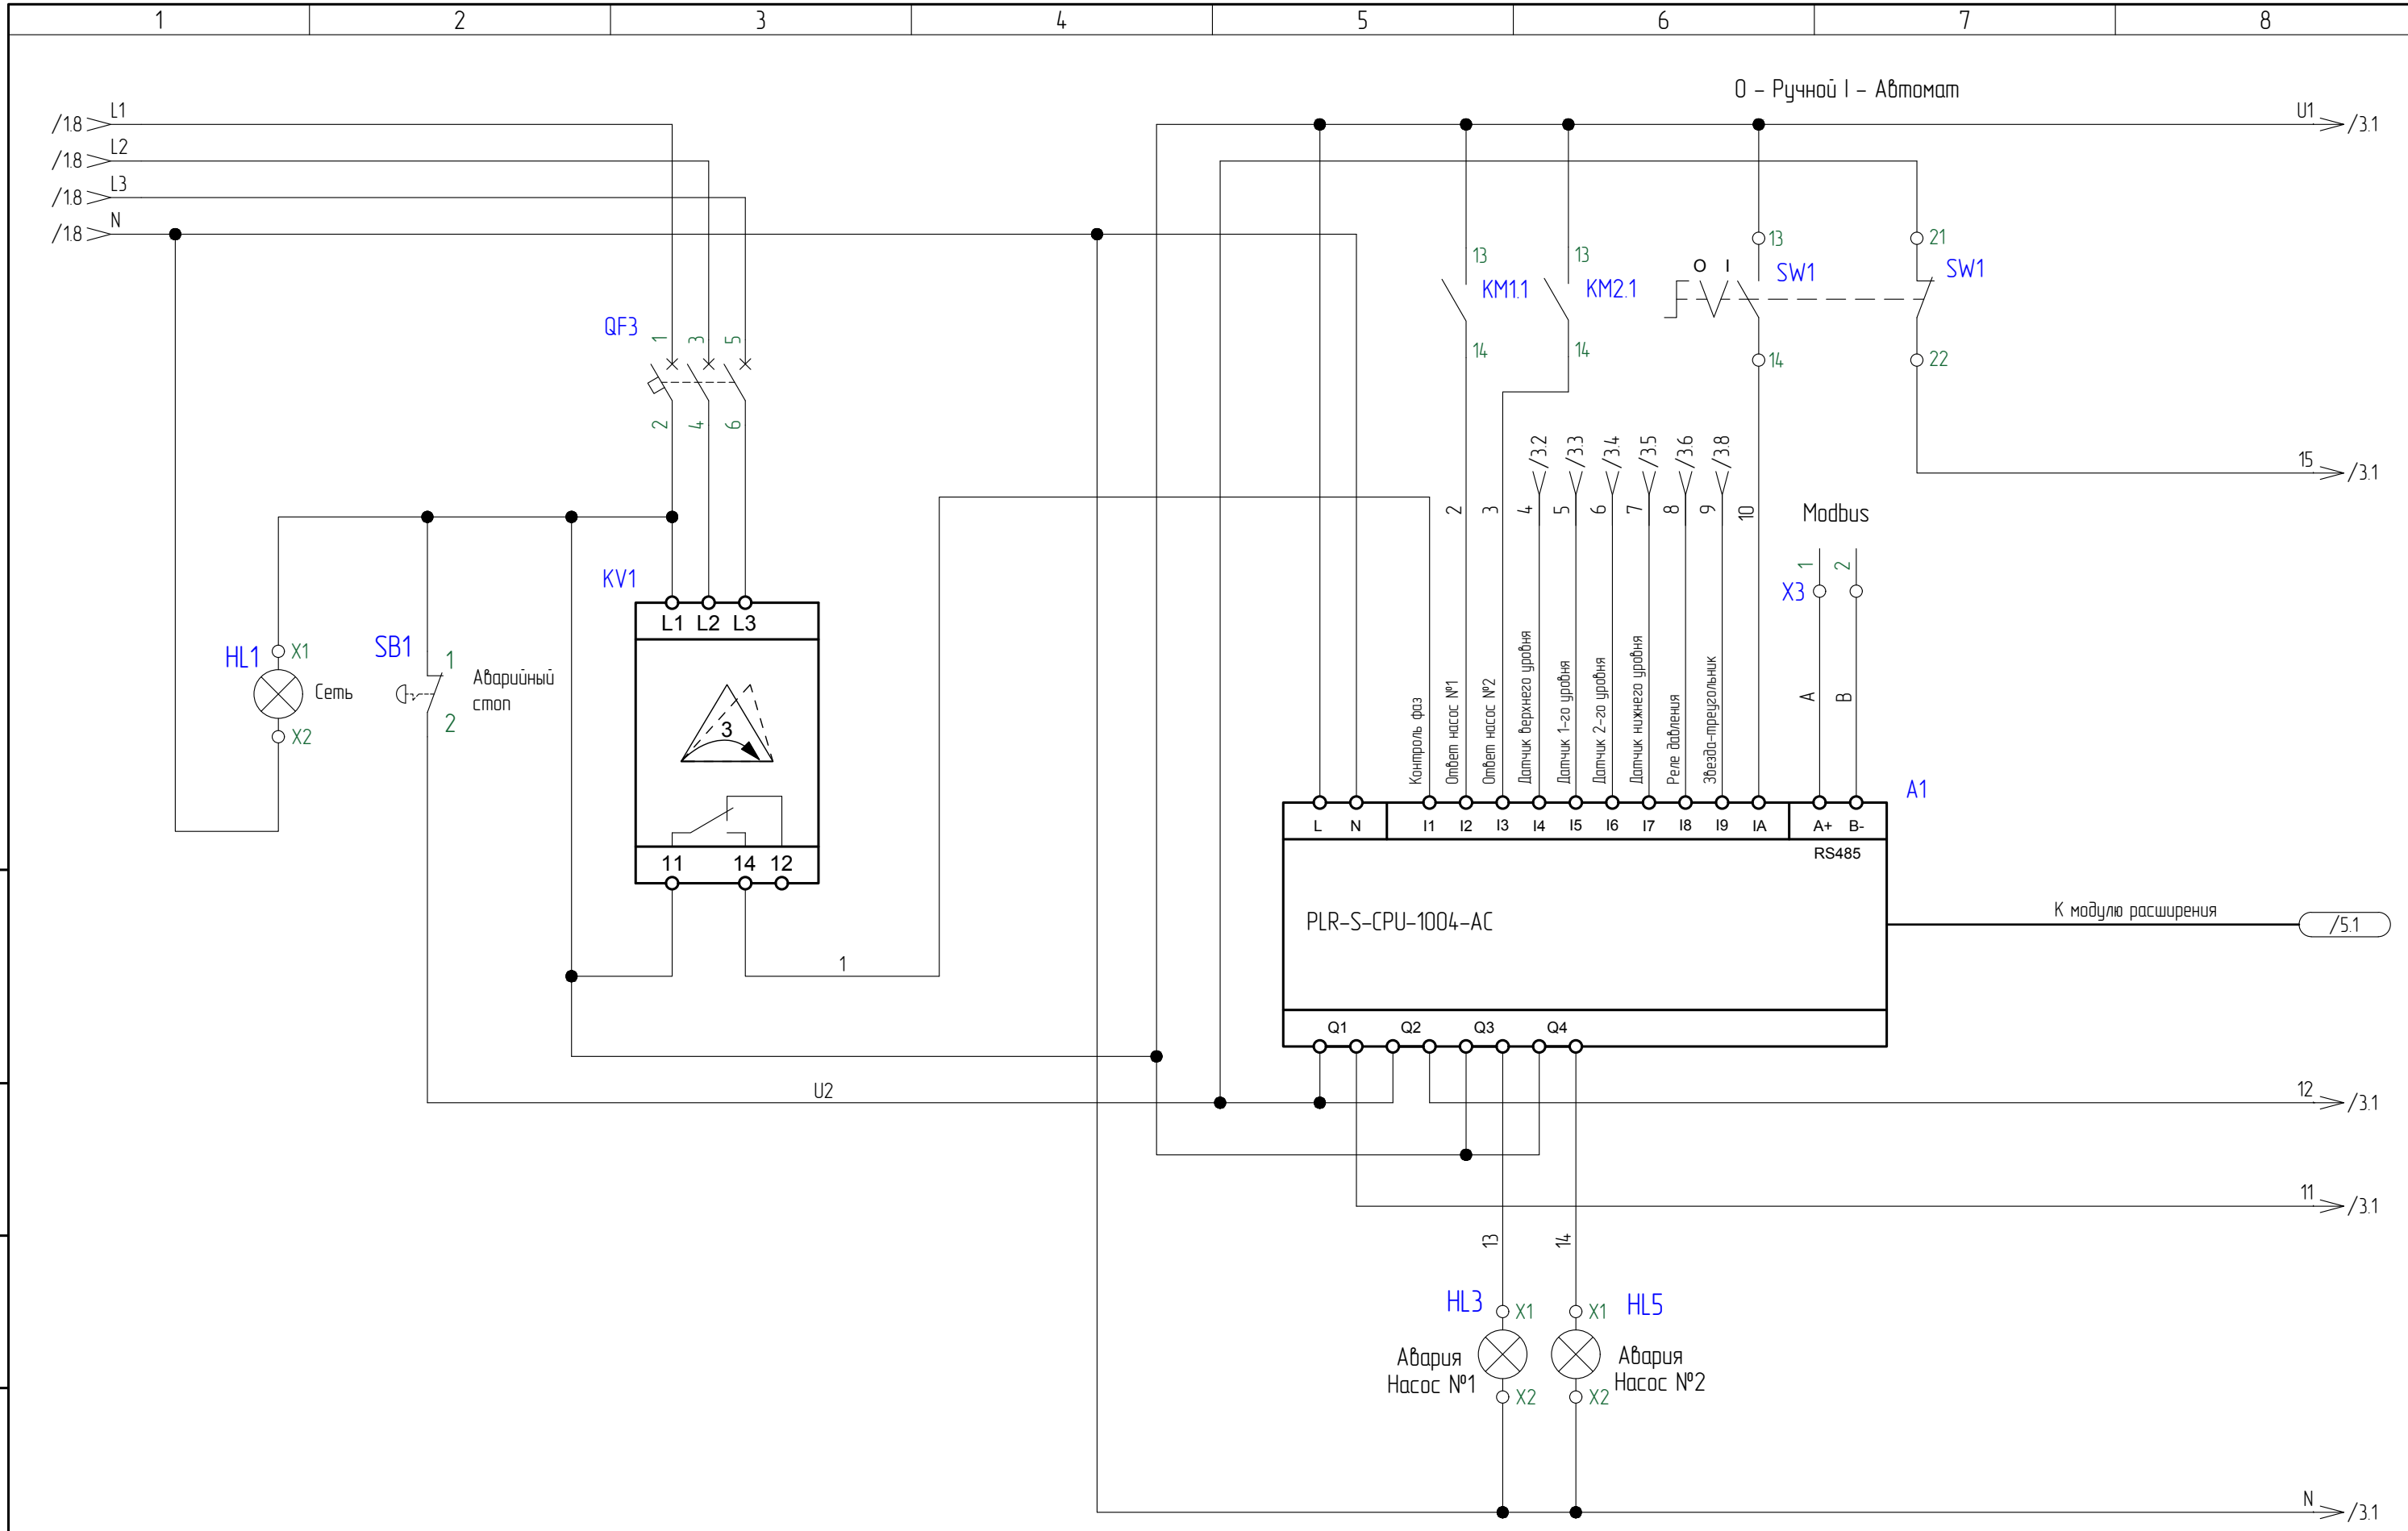 1 2 3 4 5 6 7 8
0 – Ручной I – Автомат
/1.8 L1
/1.8 L2
/1.8 L3
/1.8 N
U1 /3.1
13 13 13 21
KM1.1 KM2.1 O I SW1 SW1
14 14 14 22
QF3
1 3 5
2 4 6
/3.2 /3.3 /3.4 /3.5 /3.6 /3.8
15 /3.1
2 3 4 5 6 7 8 9 10
Modbus
1 2
X3
KV1
L1 L2 L3
HL1 X1
Сеть
X2
SB1
1
Аварийный
стоп
2
3
11 14 12
1
Контроль фаз
Ответ насос №1
Ответ насос №2
Датчик верхнего уровня
Датчик 1-го уровня
Датчик 2-го уровня
Датчик нижнего уровня
Реле давления
Звезда-треугольник
A B
A1
L N I1 I2 I3 I4 I5 I6 I7 I8 I9 IA A+ B-
RS485
PLR-S-CPU-1004-AC
К модулю расширения
/5.1
Q1 Q2 Q3 Q4
U2
12 /3.1
11 /3.1
13 14
HL3 X1 X1 HL5
Авария
Насос №1
Авария
Насос №2
X2 X2
N /3.1